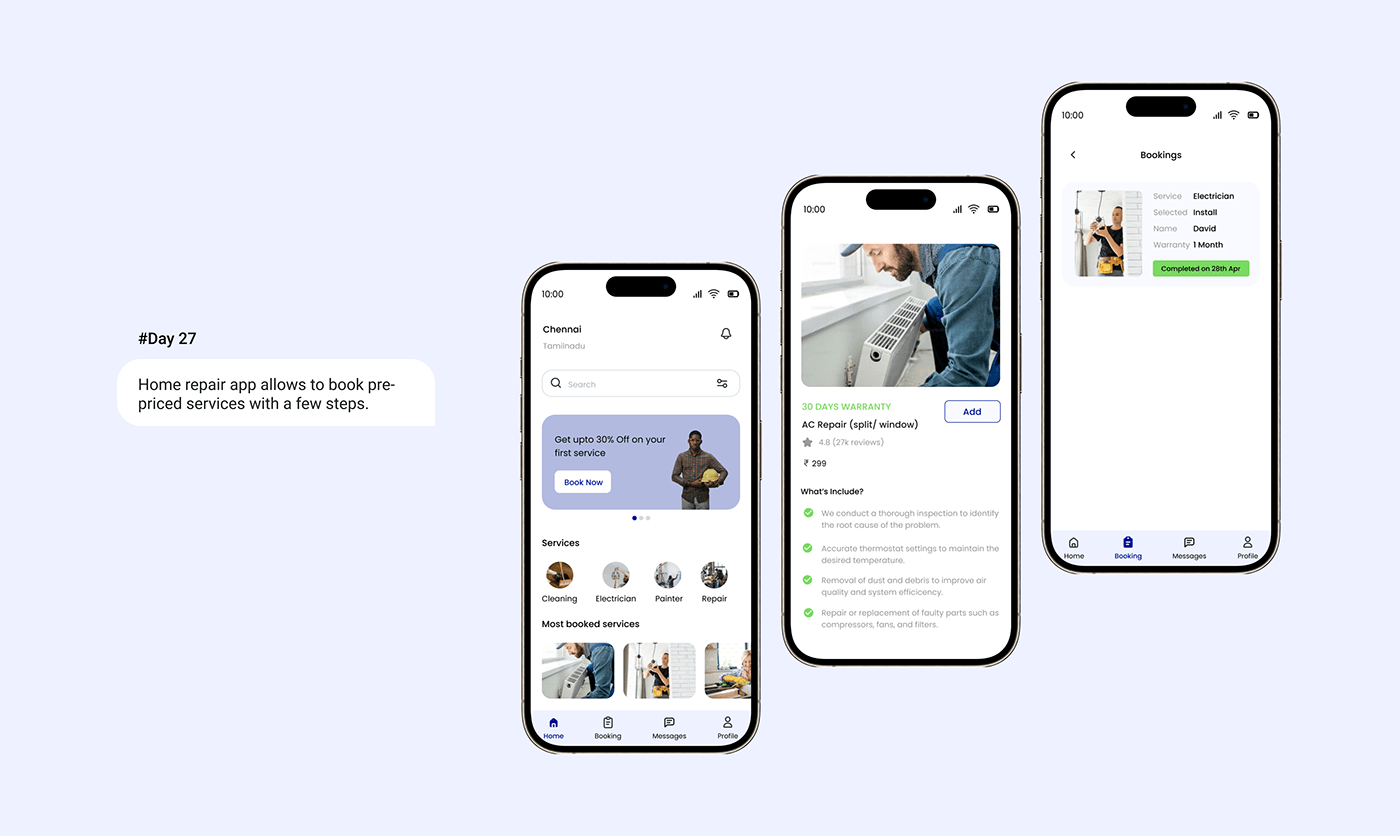 #Day 27
Home repair app allows to book pre-
priced services with a few steps.
10:00
Chennai
Tamilnadu
Search
Get upto 30% Off on your
first service
Book Now
Services
Cleaning
Electrician
Painter
Repair
Most booked services
Home
Booking
Messages
Profile
10:00
30 DAYS WARRANTY
Add
AC Repair (split/ window)
4.8 (27k reviews)
₹ 299
What's Include?
We conduct a thorough inspection to identify
the root cause of the problem.
Accurate thermostat settings to maintain the
desired temperature.
Removal of dust and debris to improve air
quality and system efficicency.
Repair or replacement of faulty parts such as
compressors, fans, and filters.
10:00
Bookings
Service Electrician
Selected Install
Name David
Warranty 1 Month
Completed on 28th Apr
Home
Booking
Messages
Profile